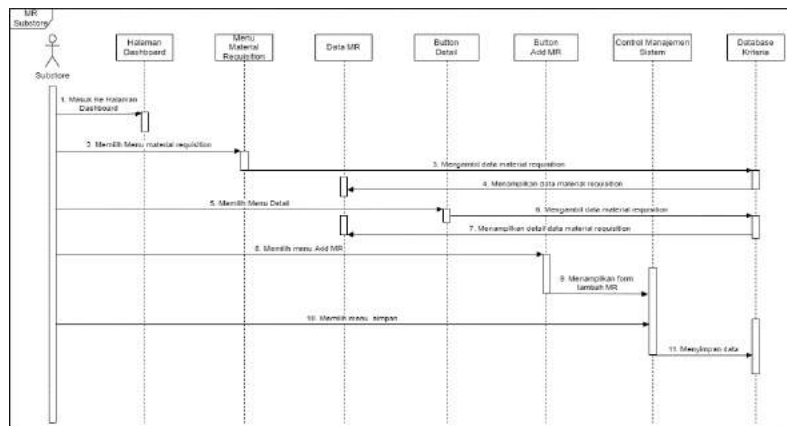 MR
Substore
Substore
Halaman
Dashboard
Menu
Material
Requisition
Data MR
Button
Detail
Button
Add MR
Control Manajemen
Sistem
Database
Kriteria
1. Masuk Ke Halaman
Dashboard
2. Memilih Menu material requisition
3. Mengambil data material requisition
4. Menampilkan data material requisition
5. Memilih Menu Detail
6. Mengambil data material requisition
7. Menampilkan detail data material requisition
8. Memilih menu Add MR
9. Menampilkan form
tambah MR
10. Memilih menu simpan
11. Menyimpan data